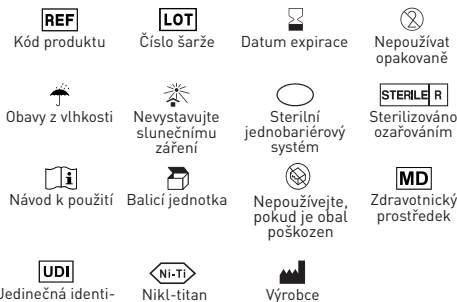 REF LOT
Kód produktu Číslo šarže Datum expirace Nepoužívat
opakovaně
STERILE R
Obavy z vlhkosti Nevystavujte Sterilní Sterilizováno
slunečnímu jednobariérový ozařováním
záření systém
MD
Návod k použití Balicí jednotka Nepoužívejte, Zdravotnický
pokud je obal prostředek
poškozen
UDI Ni-Ti
Jedinečná identi- Nikl-titan Výrobce